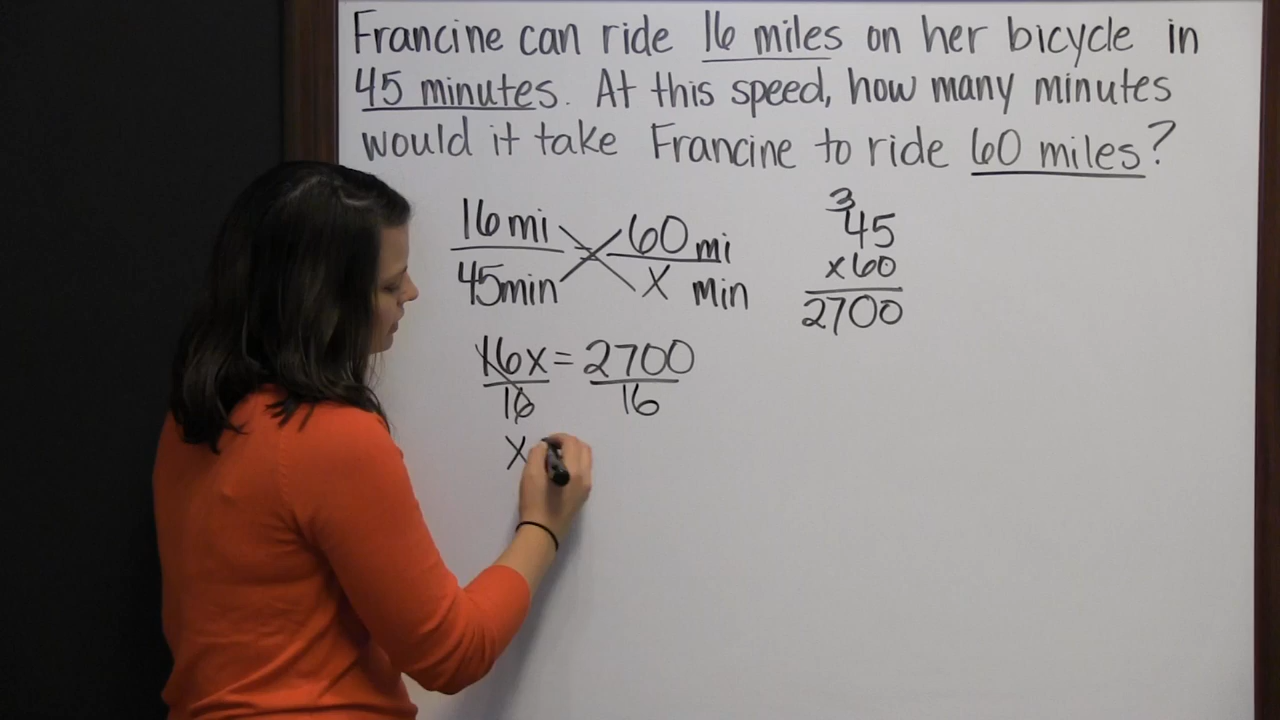 Francine can ride 16 miles on her bicycle in
45 minutes. At this speed, how many minutes
would it take Francine to ride 60 miles?
16 mi = 60 mi
45 min x min
3
45
x 60
2700
16x = 2700
16 16
x